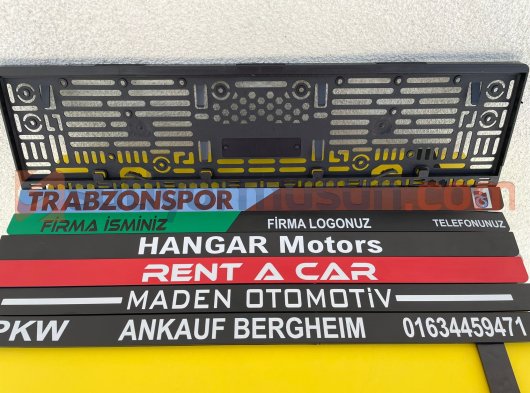 TRABZONSPOR
FİRMA İSMİNİZ FİRMA LOGONUZ TELEFONUNUZ
HANGAR Motors
RENT A CAR
MADEN OTOMOTİV
PKW ANKAUF BERGHEIM 01634459471